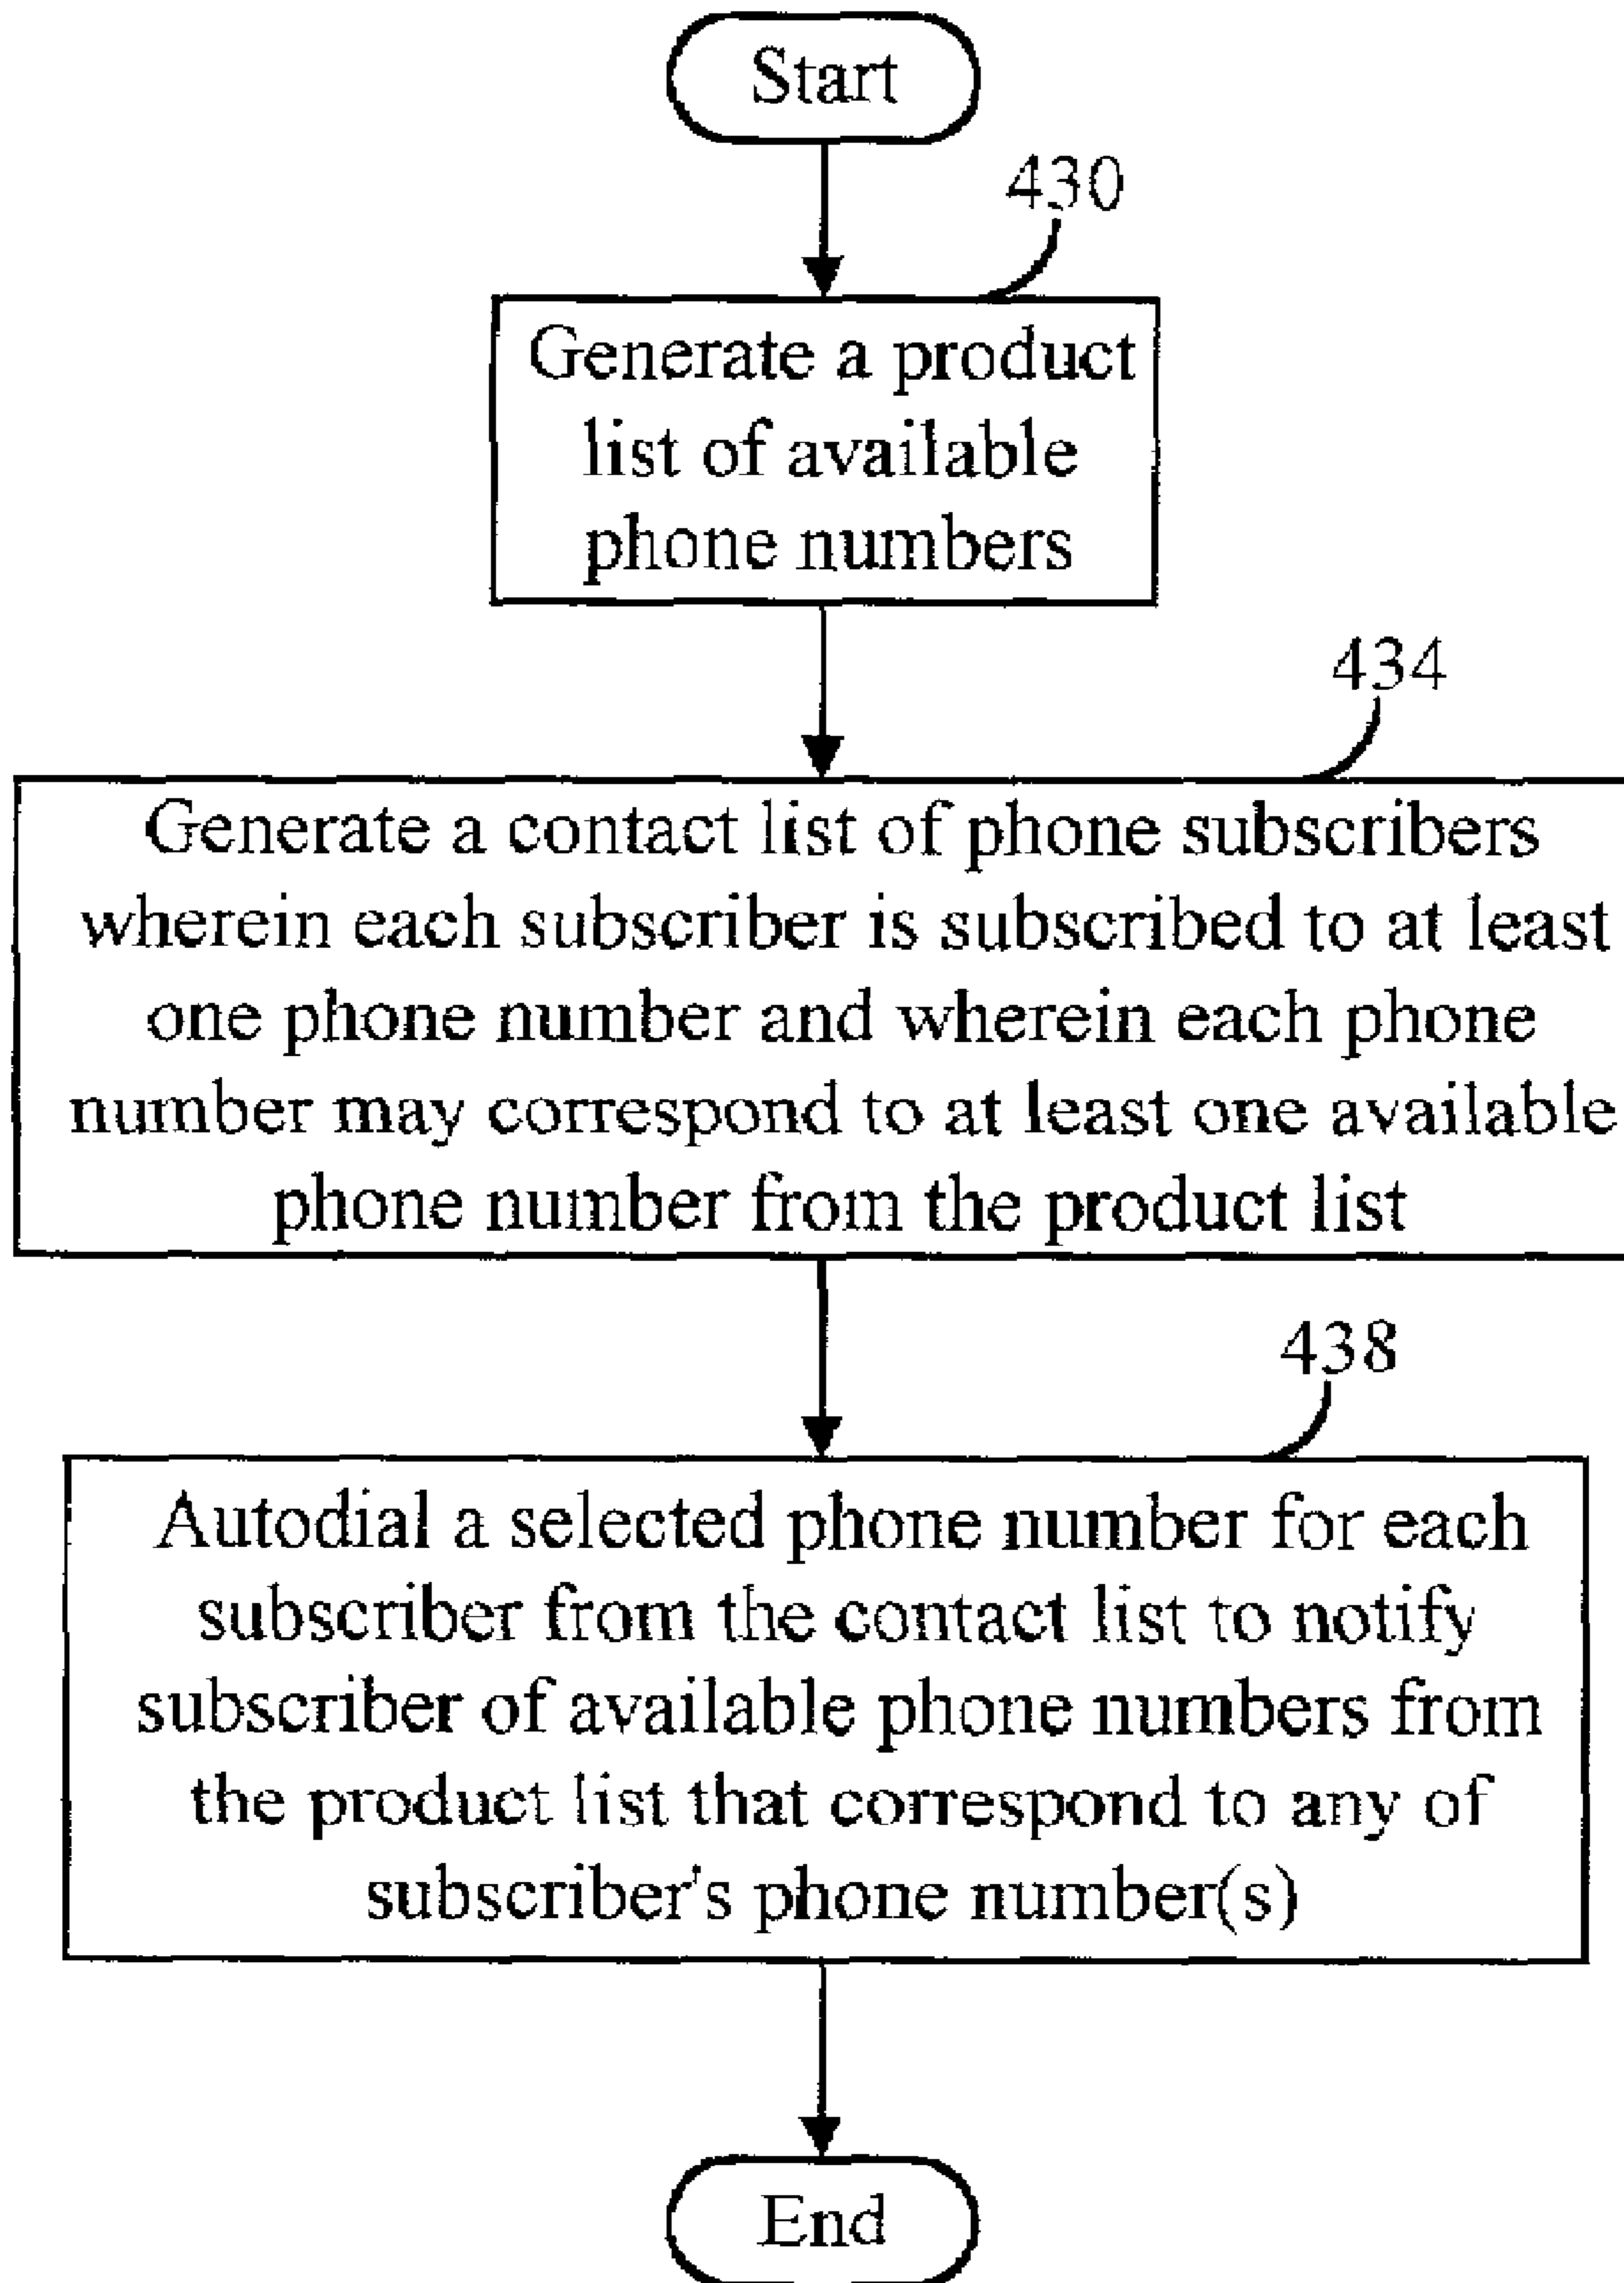 Start
430
Generate a product
list of available
phone numbers
434
Generate a contact list of phone subscribers
wherein each subscriber is subscribed to at least
one phone number and wherein each phone
number may correspond to at least one available
phone number from the product list
438
Autodial a selected phone number for each
subscriber from the contact list to notify
subscriber of available phone numbers from
the product list that correspond to any of
subscriber's phone number(s)
End